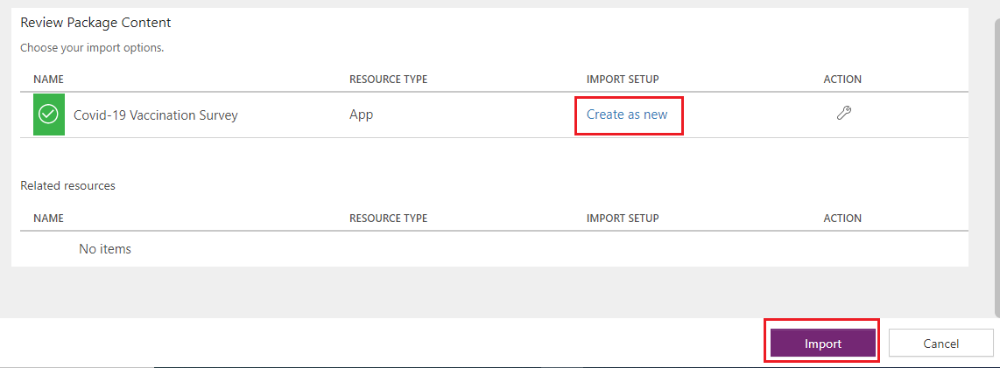 Review Package Content
Choose your import options.
NAME RESOURCE TYPE IMPORT SETUP ACTION
Covid-19 Vaccination Survey App Create as new
Related resources
NAME RESOURCE TYPE IMPORT SETUP ACTION
No items
Import Cancel